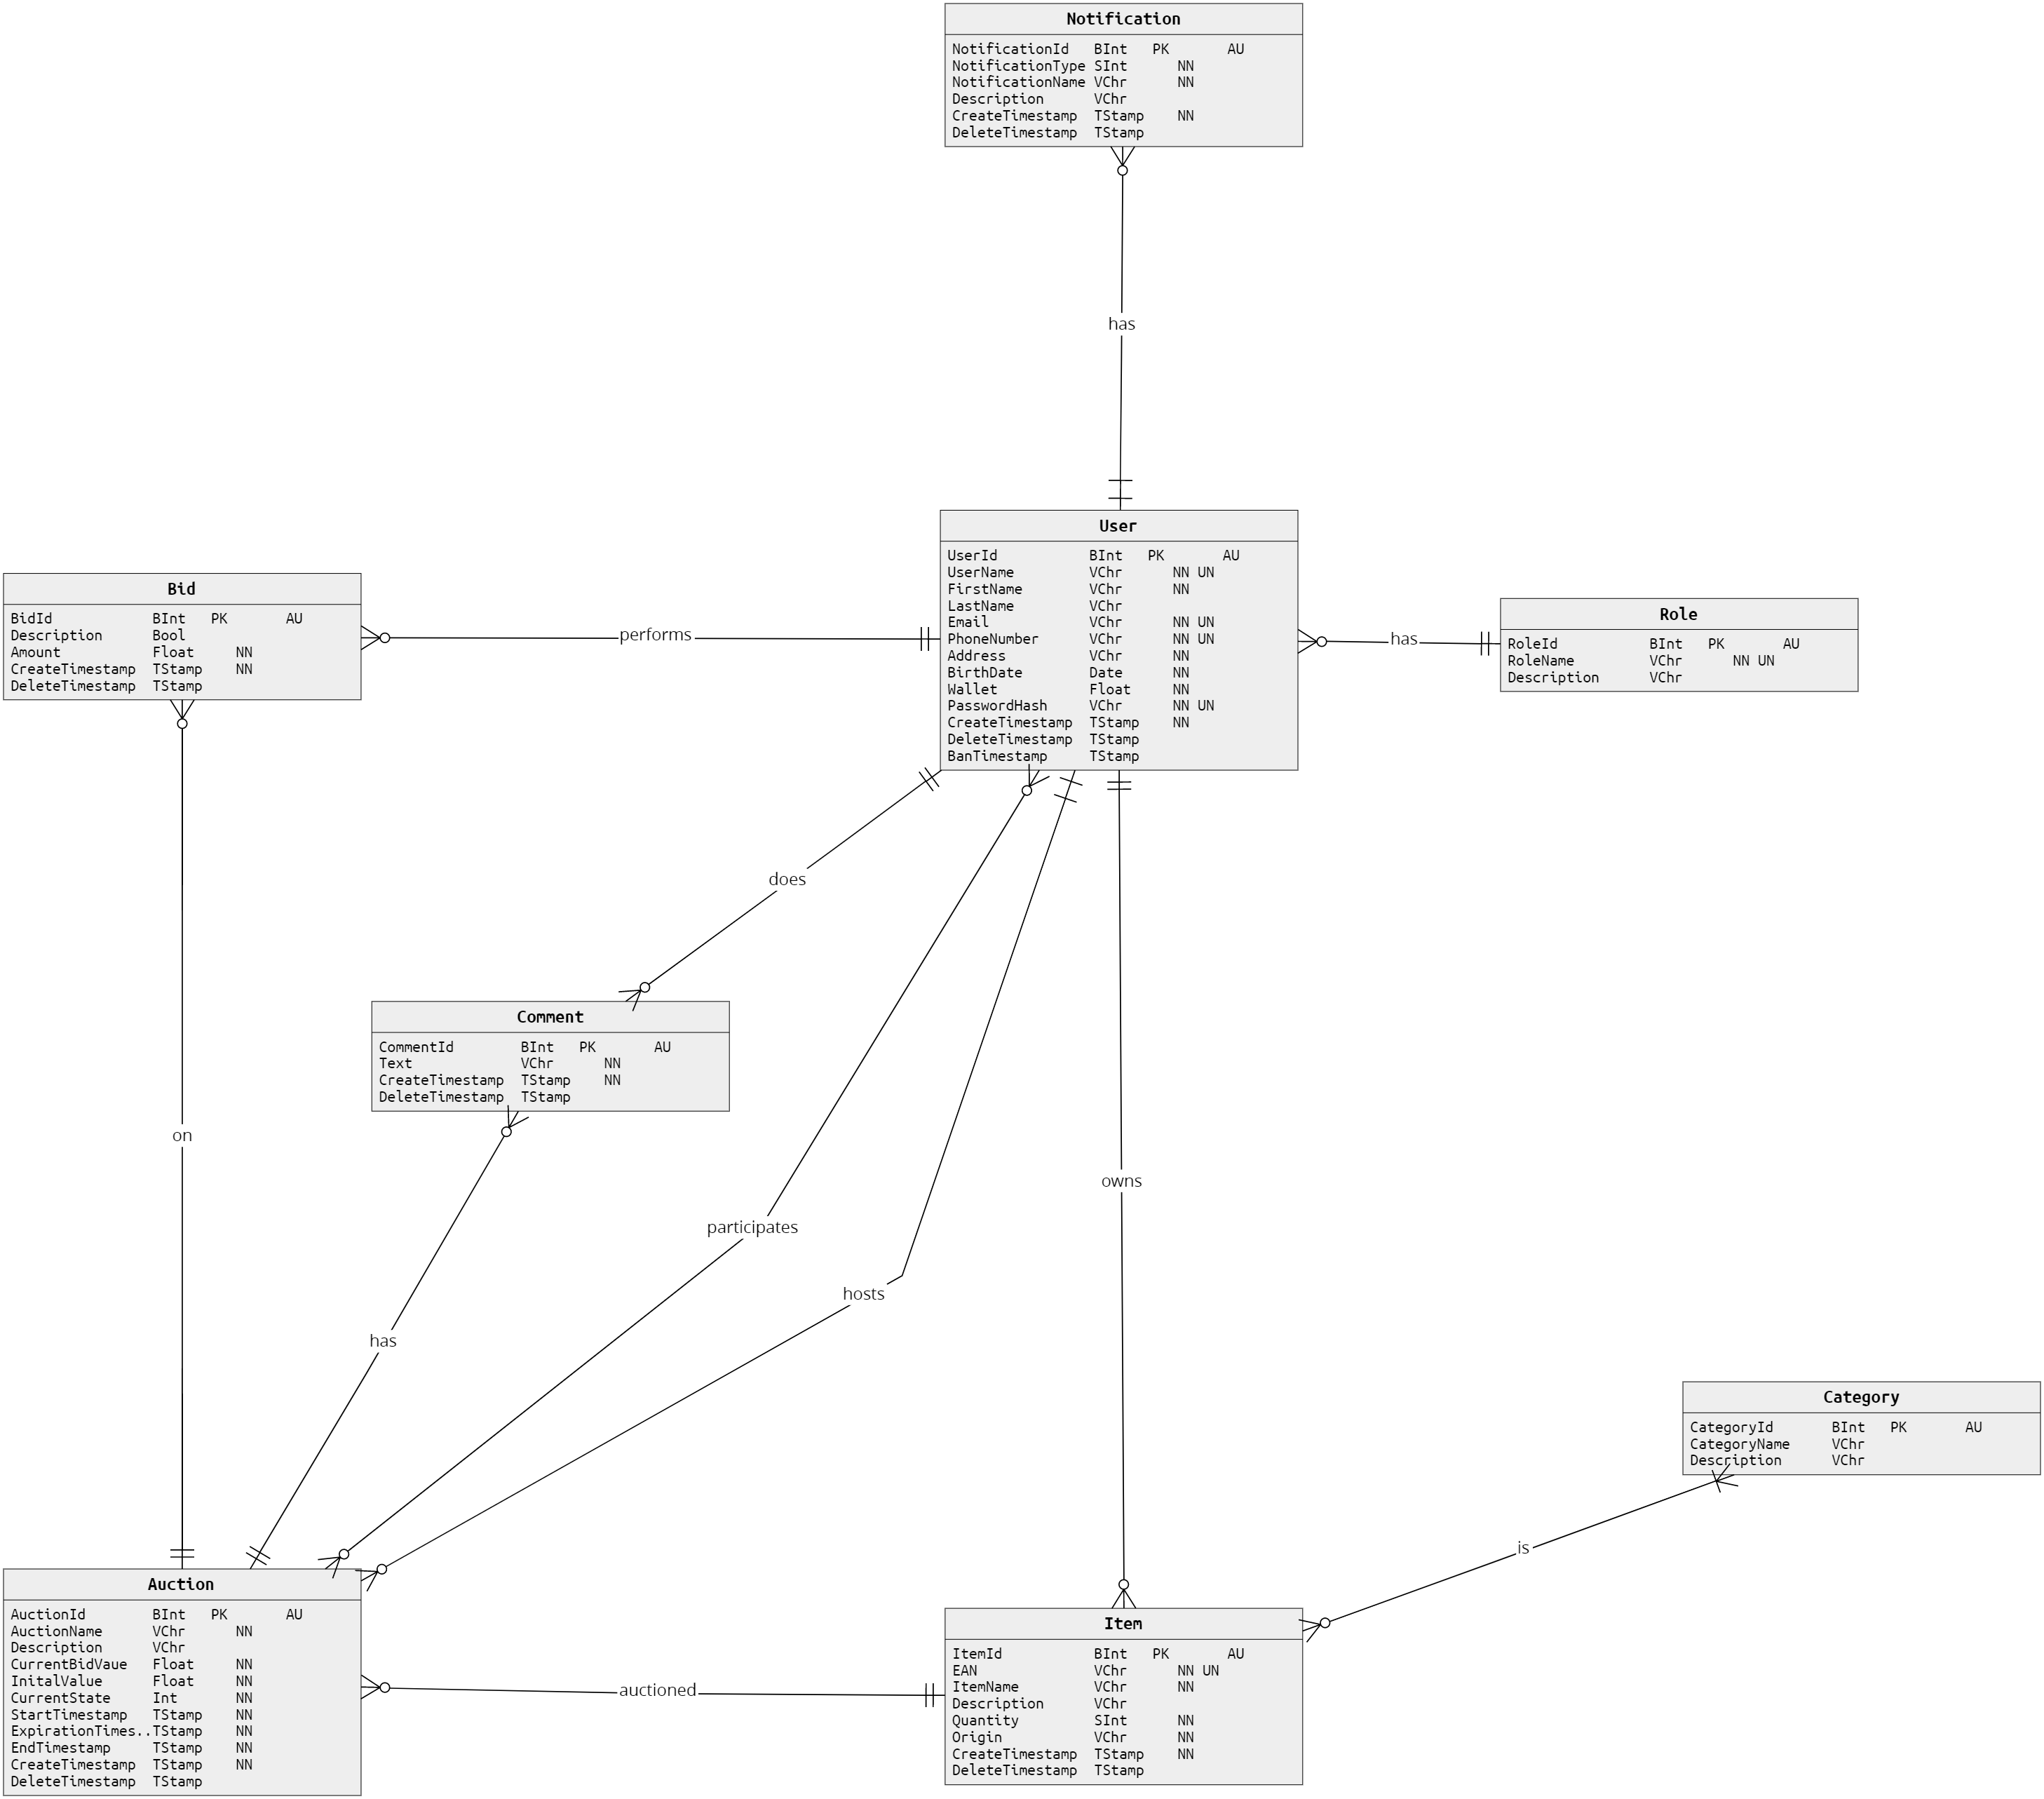 Notification
NotificationId BInt PK AU
NotificationType SInt NN
NotificationName VChr NN
Description VChr
CreateTimestamp TStamp NN
DeleteTimestamp TStamp
has
User
UserId BInt PK AU
UserName VChr NN UN
FirstName VChr NN
LastName VChr
Email VChr NN UN
PhoneNumber VChr NN UN
Address VChr NN
BirthDate Date NN
Wallet Float NN
PasswordHash VChr NN UN
CreateTimestamp TStamp NN
DeleteTimestamp TStamp
BanTimestamp TStamp
Bid
BidId BInt PK AU
Description Bool
Amount Float NN
CreateTimestamp TStamp NN
DeleteTimestamp TStamp
performs
has
Role
RoleId BInt PK AU
RoleName VChr NN UN
Description VChr
does
Comment
CommentId BInt PK AU
Text VChr NN
CreateTimestamp TStamp NN
DeleteTimestamp TStamp
on
owns
participates
hosts
has
Category
CategoryId BInt PK AU
CategoryName VChr
Description VChr
is
Auction
AuctionId BInt PK AU
AuctionName VChr NN
Description VChr
CurrentBidVaue Float NN
InitalValue Float NN
CurrentState Int NN
StartTimestamp TStamp NN
ExpirationTimes..TStamp NN
EndTimestamp TStamp NN
CreateTimestamp TStamp NN
DeleteTimestamp TStamp
auctioned
Item
ItemId BInt PK AU
EAN VChr NN UN
ItemName VChr NN
Description VChr
Quantity SInt NN
Origin VChr NN
CreateTimestamp TStamp NN
DeleteTimestamp TStamp